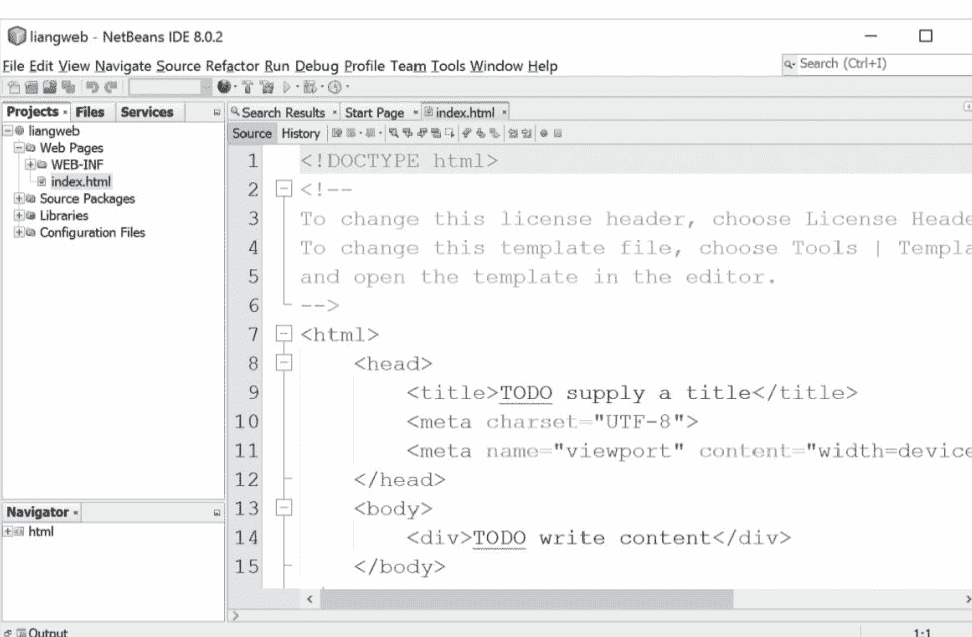 liangweb - NetBeans IDE 8.0.2
File Edit View Navigate Source Refactor Run Debug Profile Team Tools Window Help
Search (Ctrl+I)
Projects Files Services
liangweb
Web Pages
WEB-INF
index.html
Source Packages
Libraries
Configuration Files
Navigator
html
Search Results Start Page index.html
Source History
1 <!DOCTYPE html>
2 <!--
3 To change this license header, choose License Heade
4 To change this template file, choose Tools | Templa
5 and open the template in the editor.
6 -->
7 <html>
8 <head>
9 <title>TODO supply a title</title>
10 <meta charset="UTF-8">
11 <meta name="viewport" content="width=device
12 </head>
13 <body>
14 <div>TODO write content</div>
15 </body>
Output
1:1